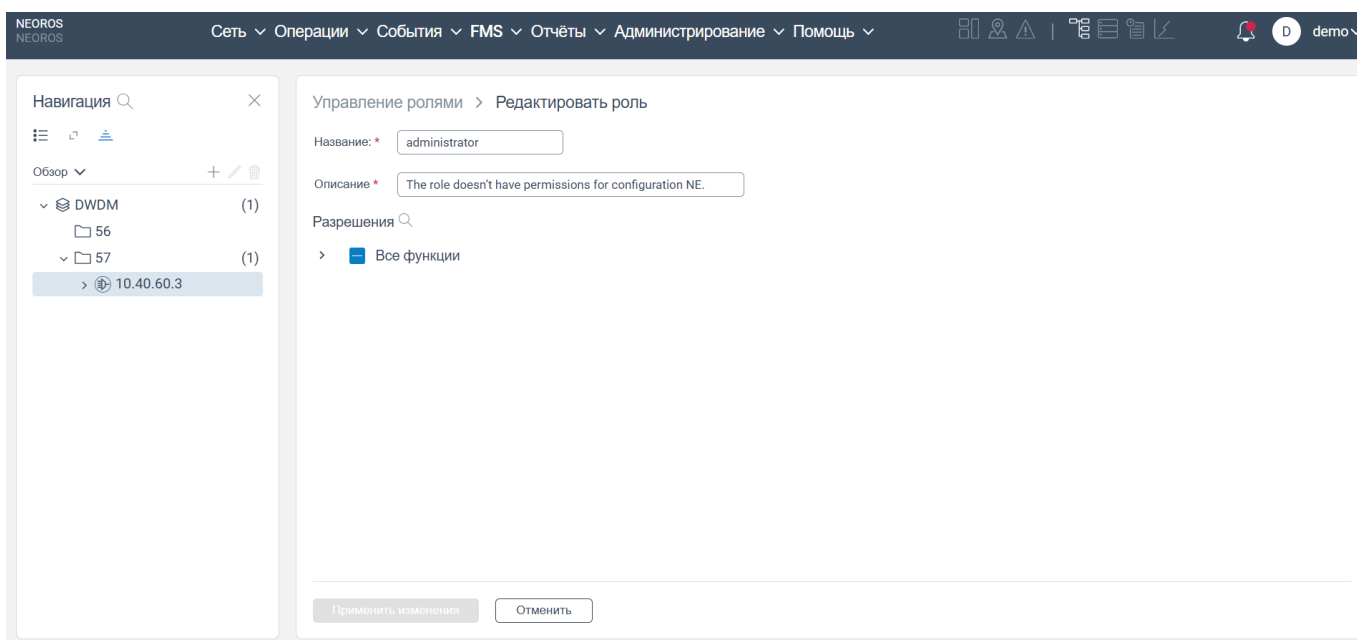 NEOROS
NEOROS
Сеть Операции События FMS Отчёты Администрирование Помощь
D demo
Навигация
Обзор
DWDM (1)
56
57 (1)
10.40.60.3
Управление ролями > Редактировать роль
Название: * administrator
Описание * The role doesn't have permissions for configuration NE.
Разрешения
Все функции
Применить изменения Отменить